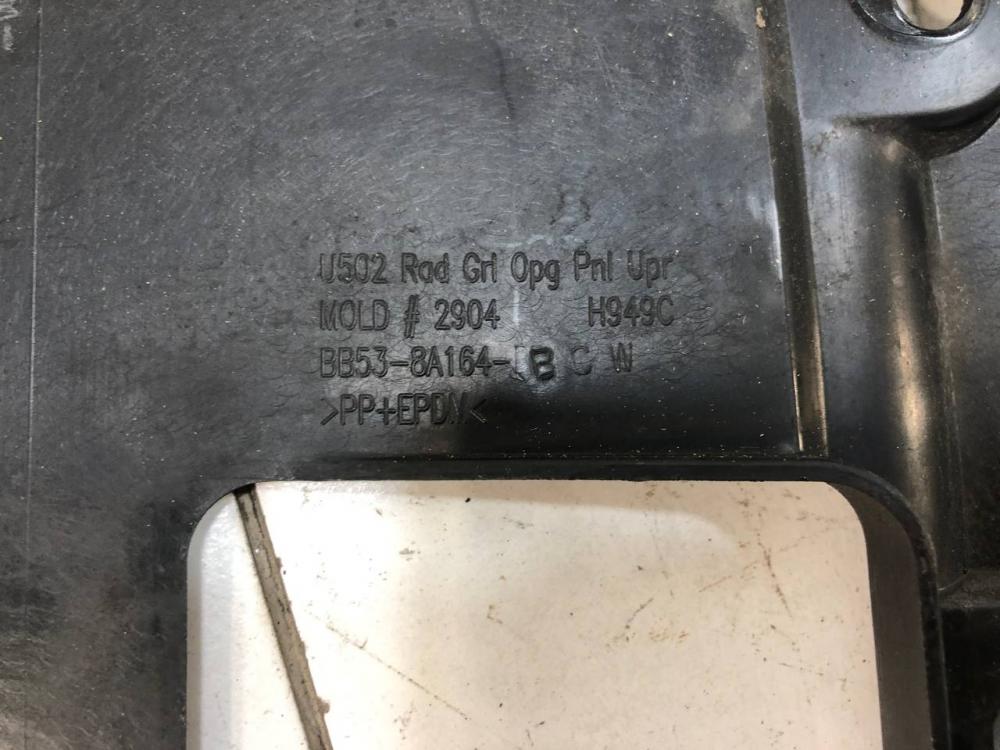 U502 Rad Grl Opg Pnl Upr
MOLD # 2904 H949C
BB53-8A164- B C W
>PP+EPDM<